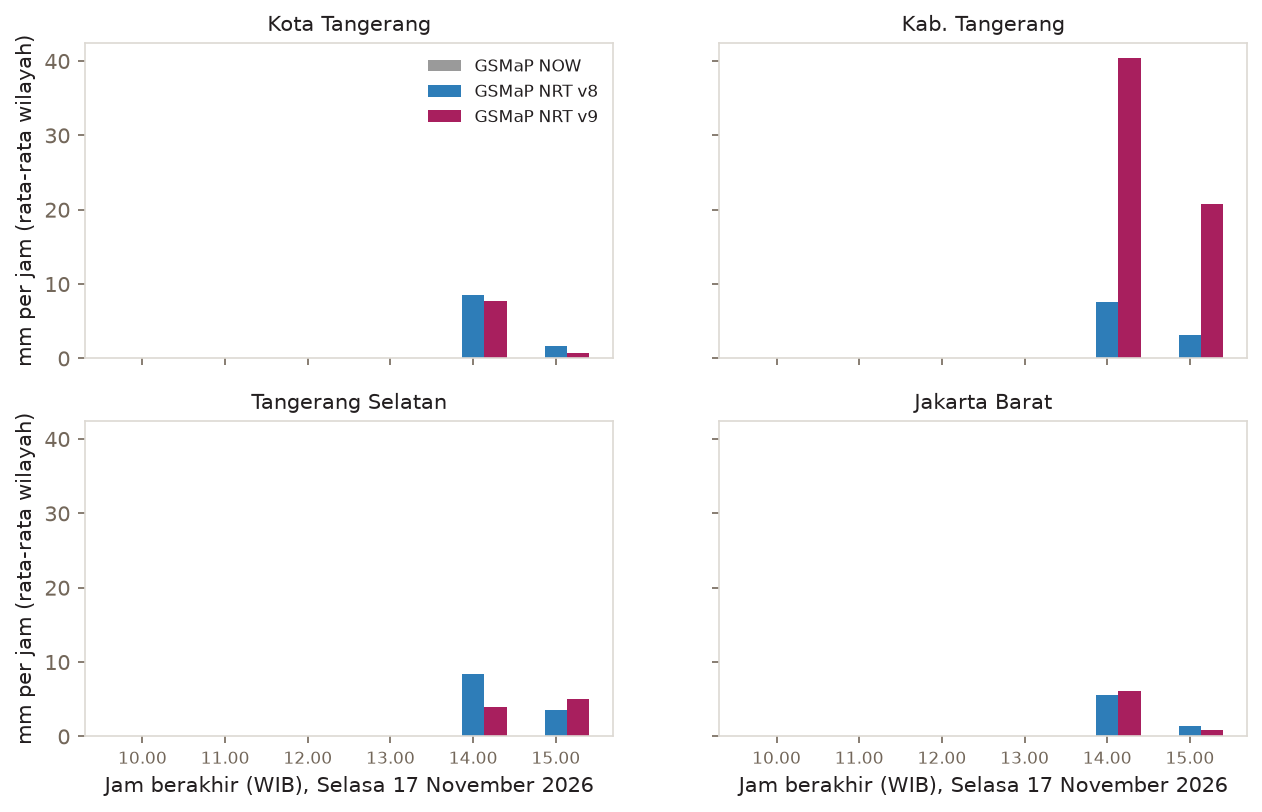 Kota Tangerang
Kab. Tangerang
mm per jam (rata-rata wilayah)
40
30
20
10
0
GSMaP NOW
GSMaP NRT v8
GSMaP NRT v9
Tangerang Selatan
Jakarta Barat
mm per jam (rata-rata wilayah)
40
30
20
10
0
10.00 11.00 12.00 13.00 14.00 15.00
10.00 11.00 12.00 13.00 14.00 15.00
Jam berakhir (WIB), Selasa 17 November 2026
Jam berakhir (WIB), Selasa 17 November 2026